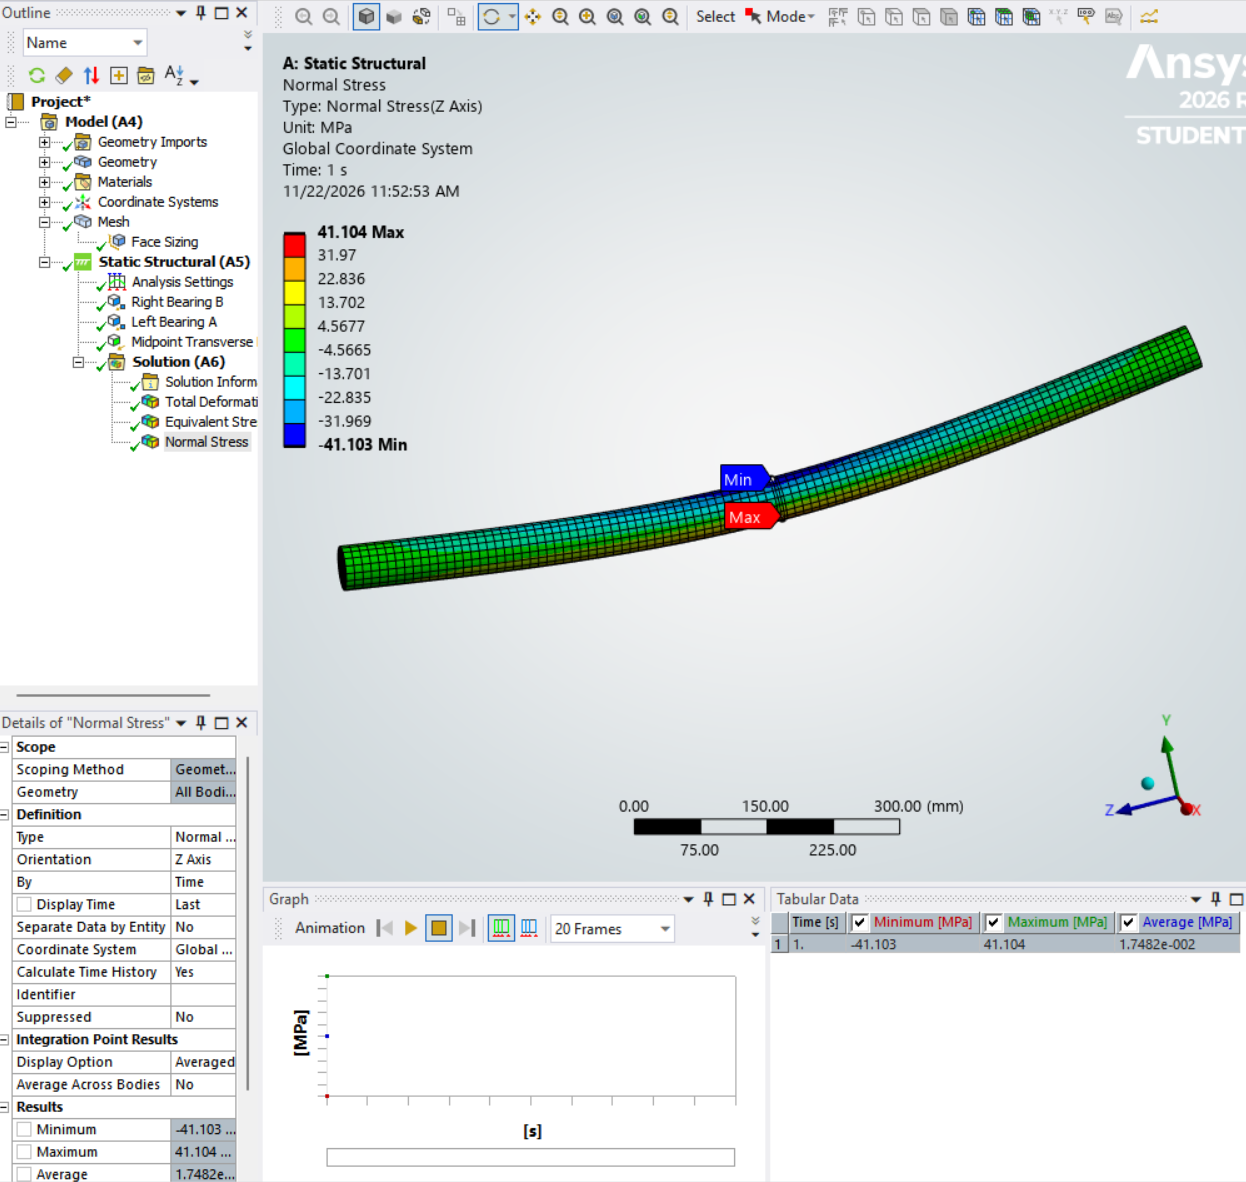 Outline
Name
Project*
Model (A4)
Geometry Imports
Geometry
Materials
Coordinate Systems
Mesh
Face Sizing
Static Structural (A5)
Analysis Settings
Right Bearing B
Left Bearing A
Midpoint Transverse
Solution (A6)
Solution Inform
Total Deformati
Equivalent Stre
Normal Stress
Select
Mode
A: Static Structural
Normal Stress
Type: Normal Stress(Z Axis)
Unit: MPa
Global Coordinate System
Time: 1 s
11/22/2026 11:52:53 AM
41.104 Max
31.97
22.836
13.702
4.5677
-4.5665
-13.701
-22.835
-31.969
-41.103 Min
Ansys
2026 R
STUDENT
Min
Max
Y
Z
X
0.00 150.00 300.00 (mm)
75.00 225.00
Details of "Normal Stress"
Scope
Scoping Method Geomet...
Geometry All Bodi...
Definition
Type Normal ...
Orientation Z Axis
By Time
Display Time Last
Separate Data by Entity No
Coordinate System Global ...
Calculate Time History Yes
Identifier
Suppressed No
Integration Point Results
Display Option Averaged
Average Across Bodies No
Results
Minimum -41.103 ...
Maximum 41.104 ...
Average 1.7482e...
Graph
Animation 20 Frames
[MPa]
[s]
Tabular Data
Time [s] Minimum [MPa] Maximum [MPa] Average [MPa]
1 1. -41.103 41.104 1.7482e-002